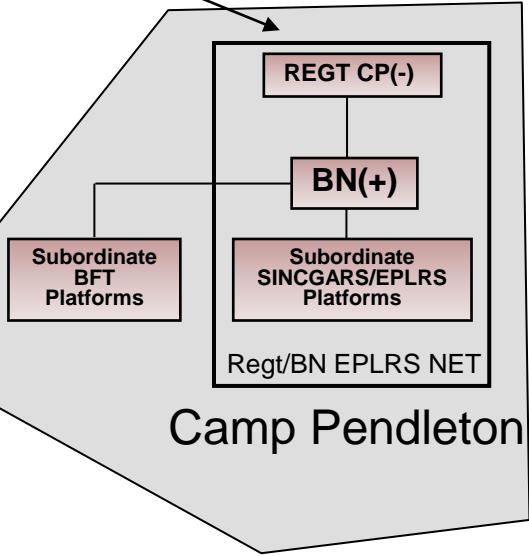 REGT CP(-)
BN(+)
Subordinate
BFT
Platforms
Subordinate
SINCGARS/EPLRS
Platforms
Regt/BN EPLRS NET
Camp Pendleton